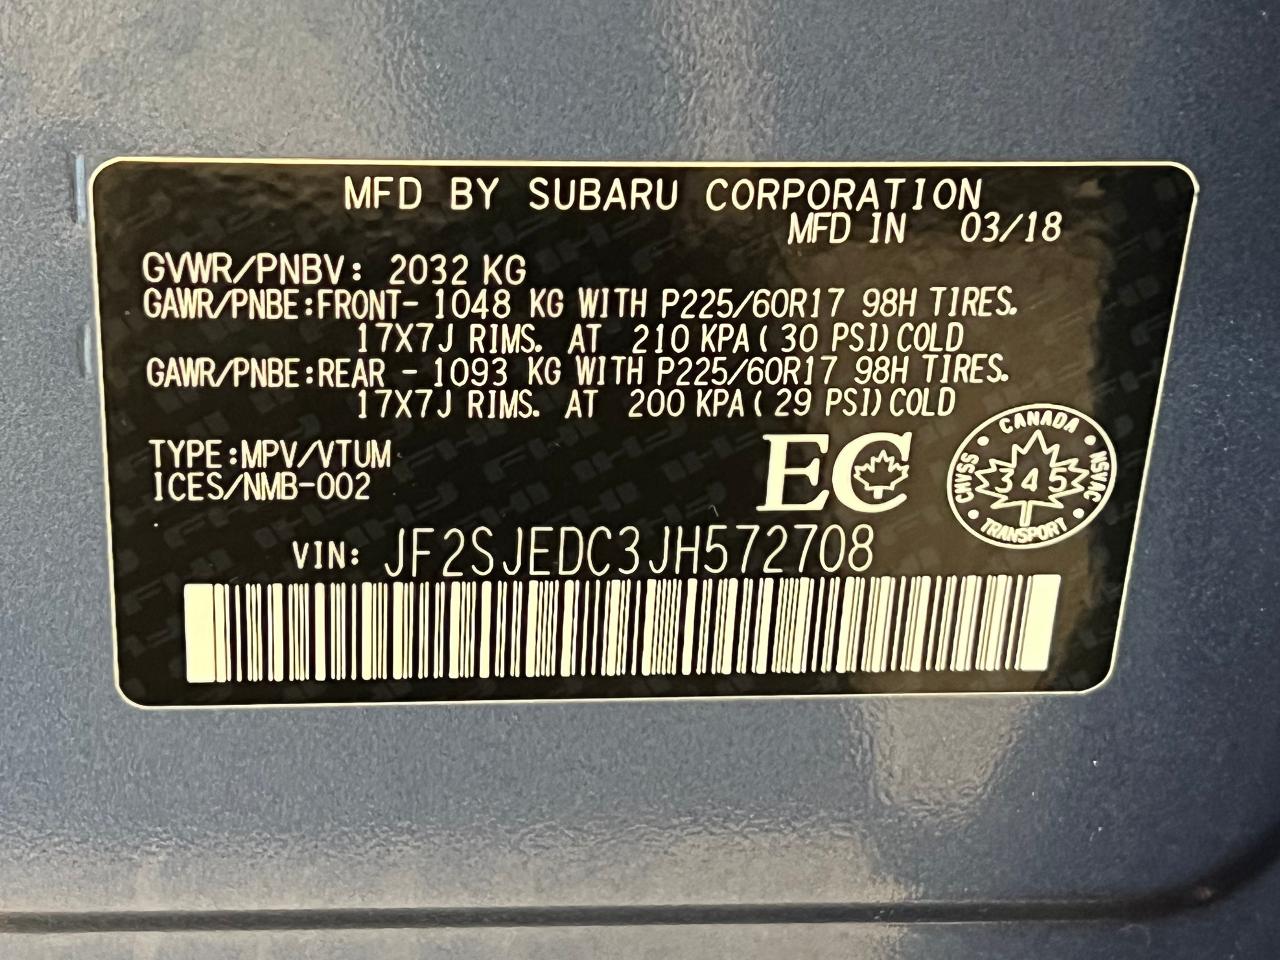 MFD BY SUBARU CORPORATION
MFD IN 03/18
GVWR/PNBV: 2032 KG
GAWR/PNBE:FRONT- 1048 KG WITH P225/60R17 98H TIRES.
17X7J RIMS. AT 210 KPA(30 PSI)COLD
GAWR/PNBE:REAR - 1093 KG WITH P225/60R17 98H TIRES.
17X7J RIMS. AT 200 KPA(29 PSI)COLD
TYPE:MPV/VTUM
ICES/NMB-002
EC
CANADA
CMVSS
345
NSVAC
TRANSPORT
VIN: JF2SJEDC3JH572708